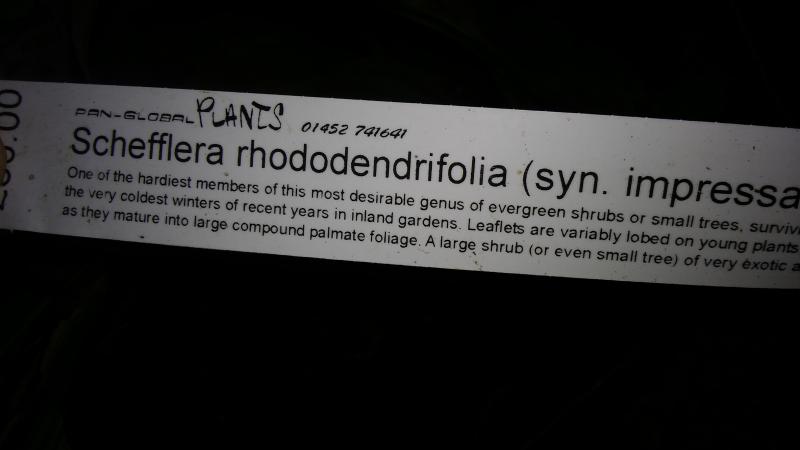 PAN-GLOBAL PLANTS 01452 741641
Schefflera rhododendrifolia (syn. impressa
One of the hardiest members of this most desirable genus of evergreen shrubs or small trees, survivi
the very coldest winters of recent years in inland gardens. Leaflets are variably lobed on young plants
as they mature into large compound palmate foliage. A large shrub (or even small tree) of very exotic a